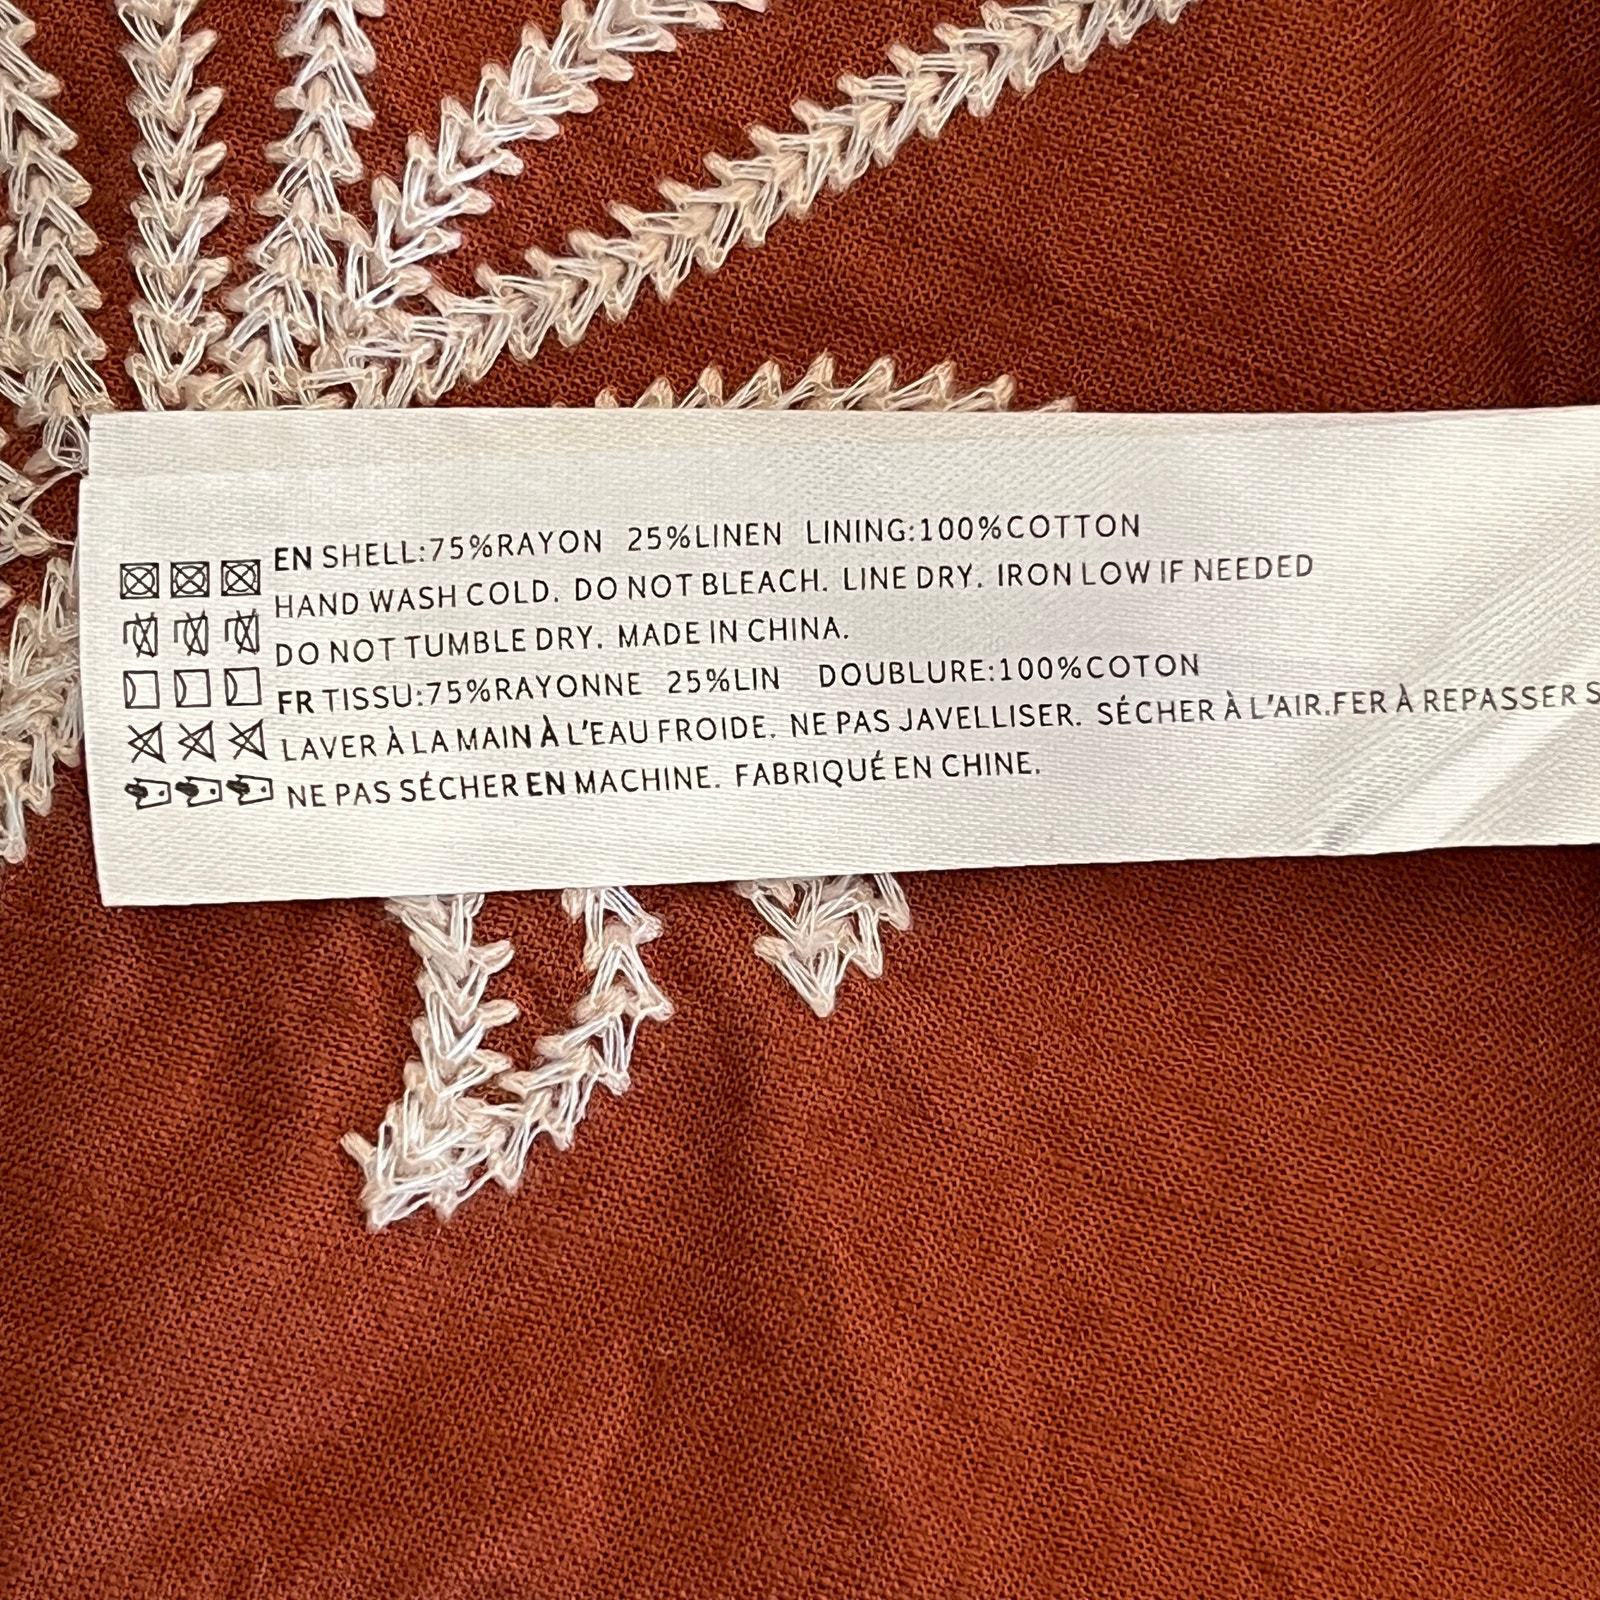 EN SHELL:75%RAYON 25%LINEN LINING:100%COTTON
HAND WASH COLD. DO NOT BLEACH. LINE DRY. IRON LOW IF NEEDED
DO NOT TUMBLE DRY. MADE IN CHINA.
FR TISSU:75%RAYONNE 25%LIN DOUBLURE:100%COTON
LAVER À LA MAIN À L'EAU FROIDE. NE PAS JAVELLISER. SÉCHER À L'AIR.FER À REPASSER S
NE PAS SÉCHER EN MACHINE. FABRIQUÉ EN CHINE.